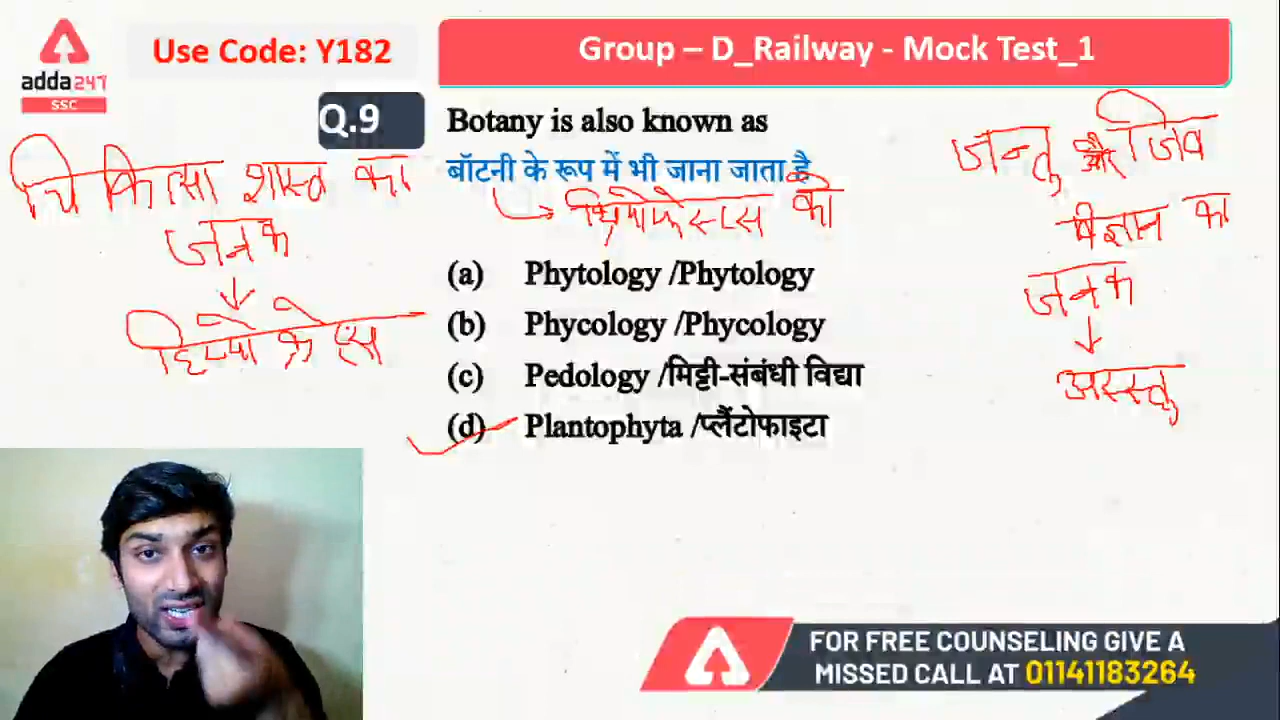 adda247
SSC
Use Code: Y182
Group – D_Railway - Mock Test_1
Q.9
Botany is also known as
बॉटनी के रूप में भी जाना जाता है
थियोफेस्टस को
चिकित्सा शास्त्र का
जनक
↓
हिप्पोक्रेटस
जन्तु और जिव
विज्ञान का
जनक
↓
अरस्तु
(a) Phytology /Phytology
(b) Phycology /Phycology
(c) Pedology /मिट्टी-संबंधी विद्या
(d) Plantophyta /प्लैंटोफाइटा
FOR FREE COUNSELING GIVE A
MISSED CALL AT 01141183264